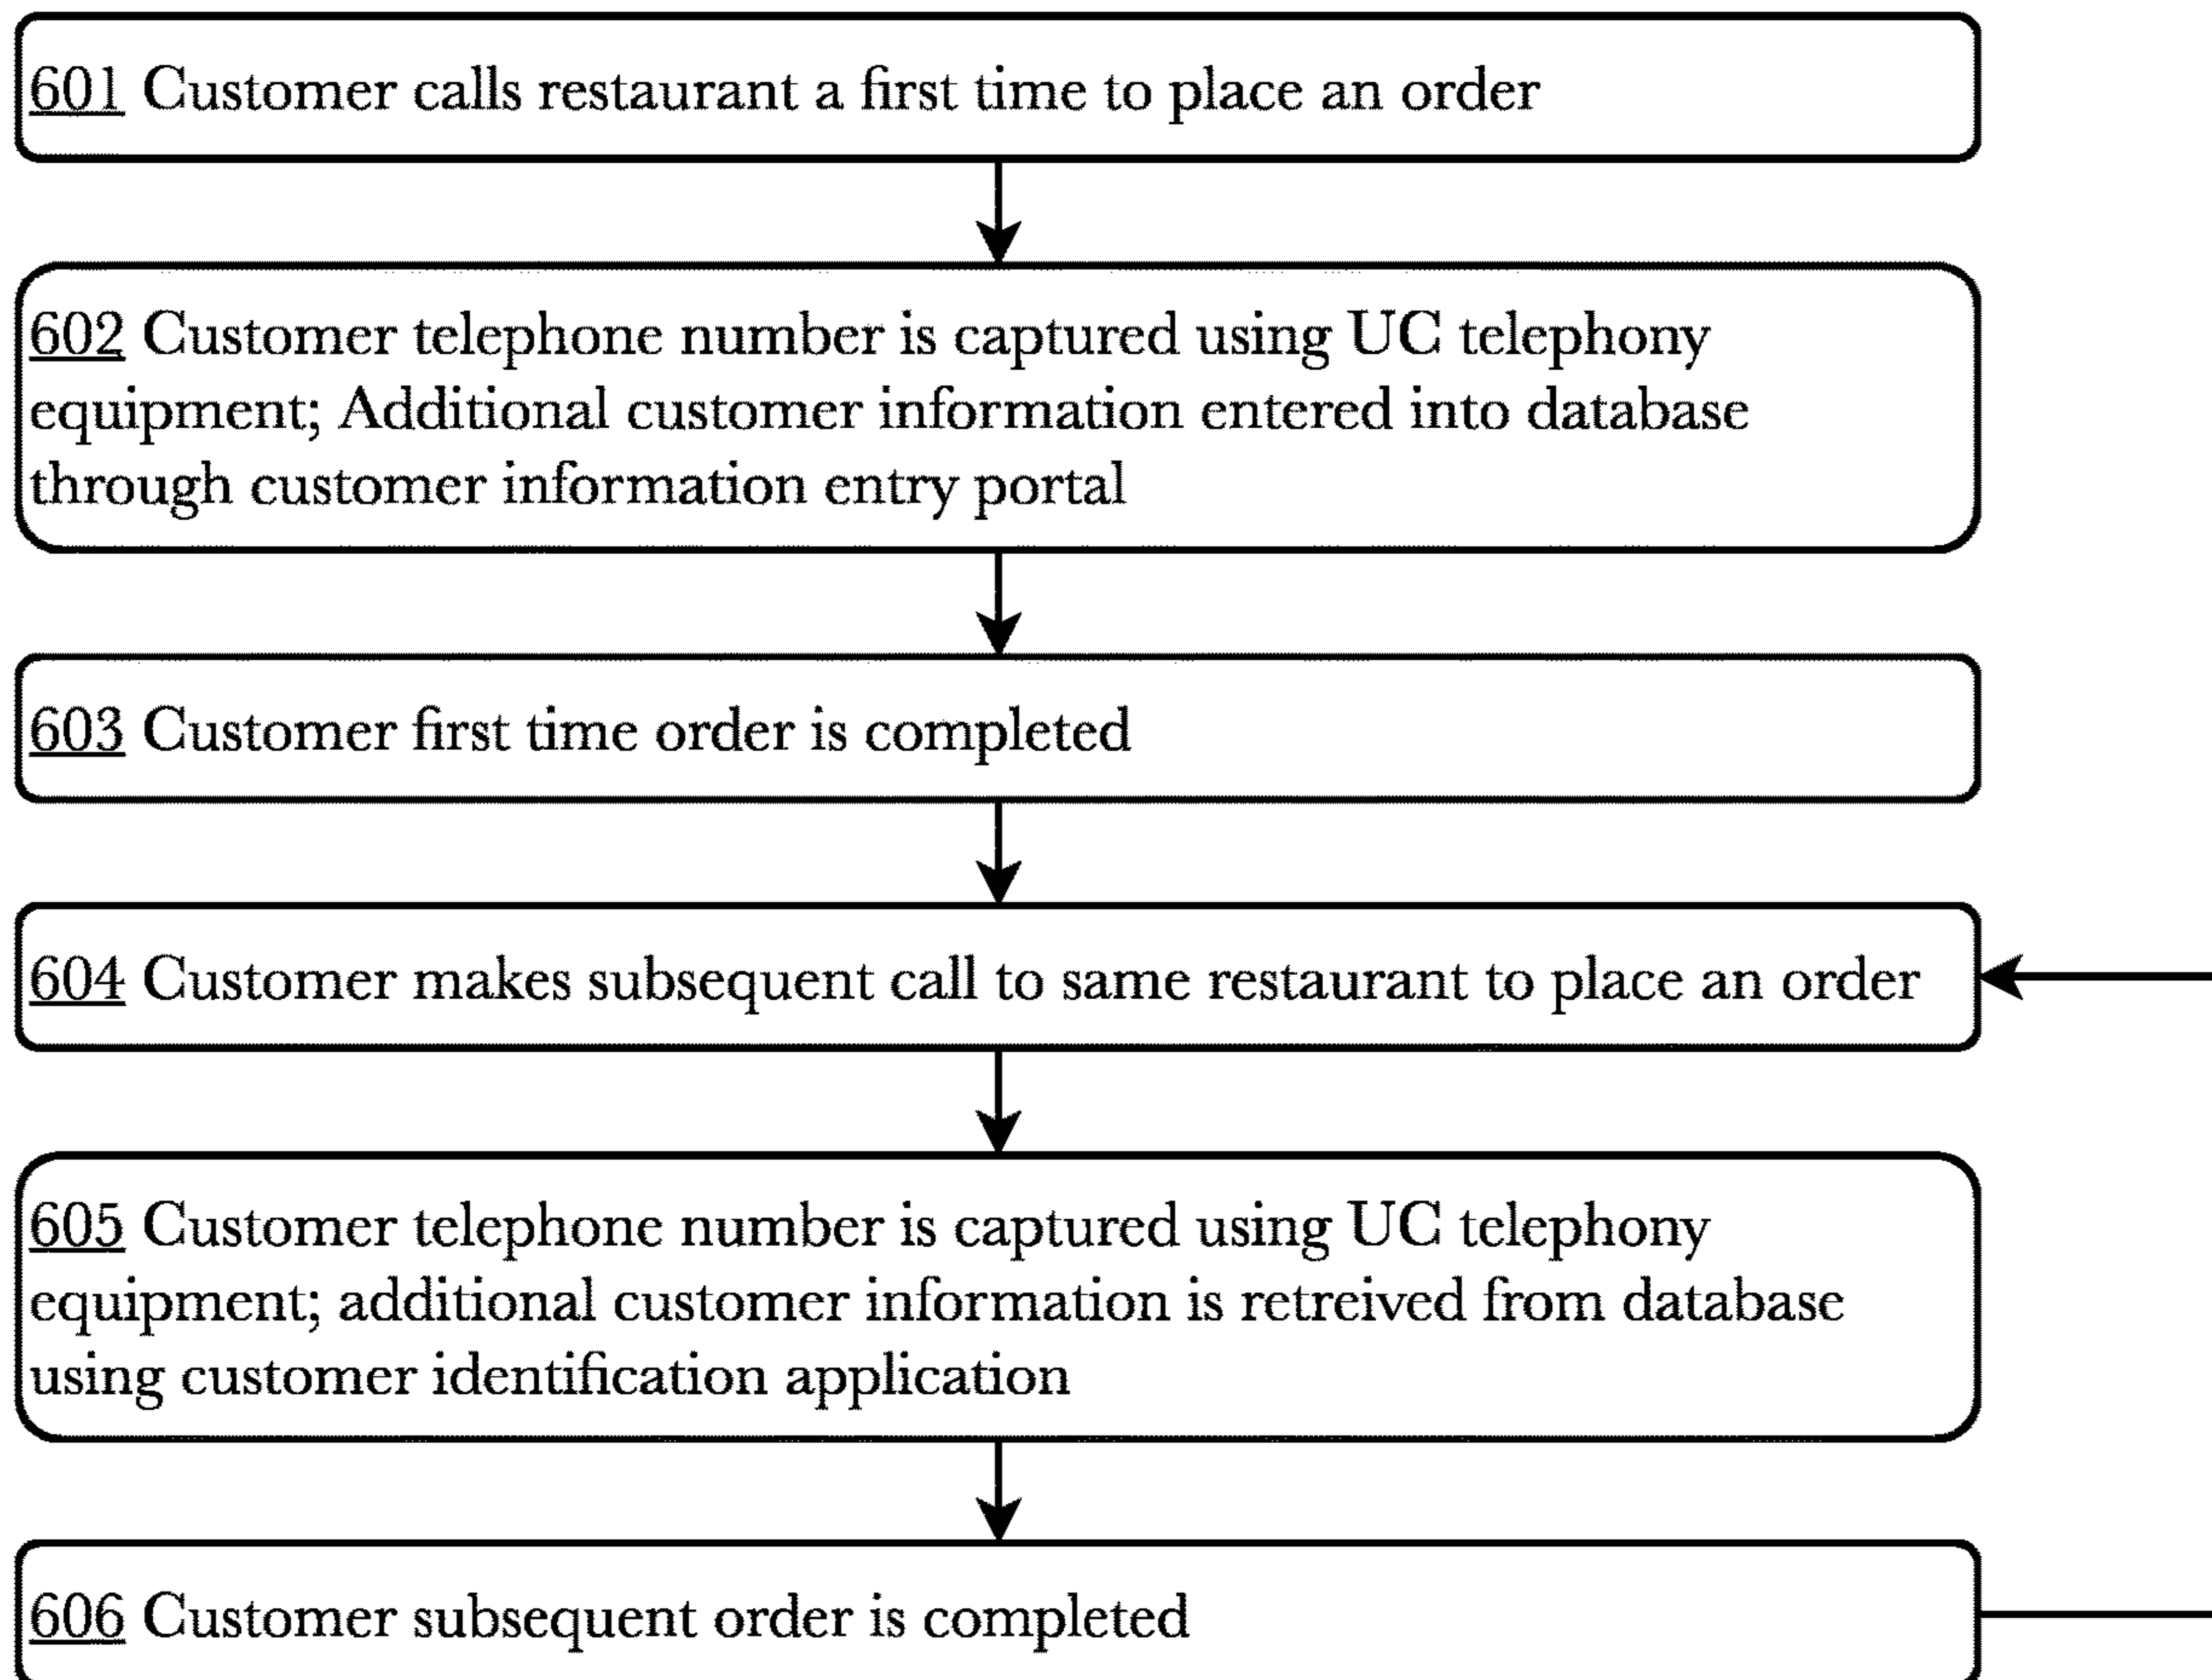 601 Customer calls restaurant a first time to place an order
602 Customer telephone number is captured using UC telephony
equipment; Additional customer information entered into database
through customer information entry portal
603 Customer first time order is completed
604 Customer makes subsequent call to same restaurant to place an order
605 Customer telephone number is captured using UC telephony
equipment; additional customer information is retreived from database
using customer identification application
606 Customer subsequent order is completed